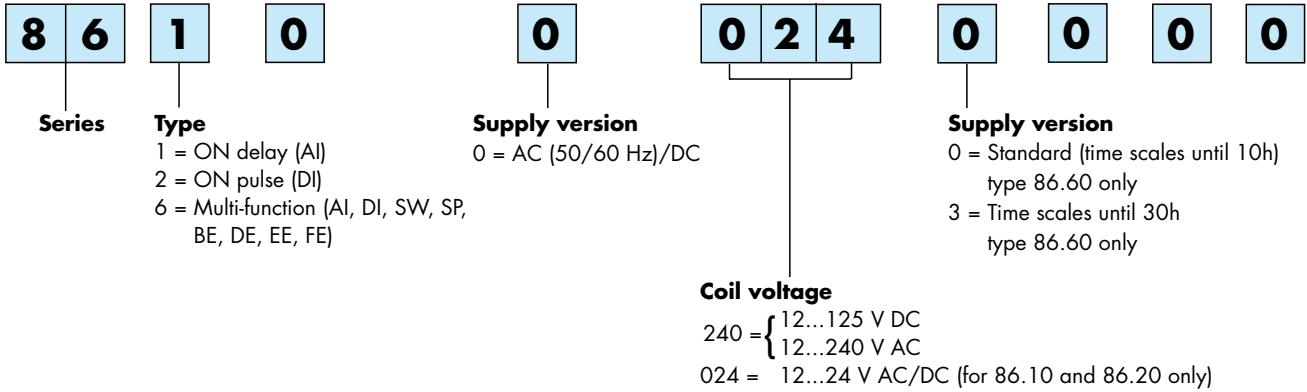 8 6 1 0 0 0 2 4 0 0 0 0
Series
Type
1 = ON delay (AI)
2 = ON pulse (DI)
6 = Multi-function (AI, DI, SW, SP,
BE, DE, EE, FE)
Supply version
0 = AC (50/60 Hz)/DC
Supply version
0 = Standard (time scales until 10h)
type 86.60 only
3 = Time scales until 30h
type 86.60 only
Coil voltage
240 = { 12...125 V DC
12...240 V AC
024 = 12...24 V AC/DC (for 86.10 and 86.20 only)